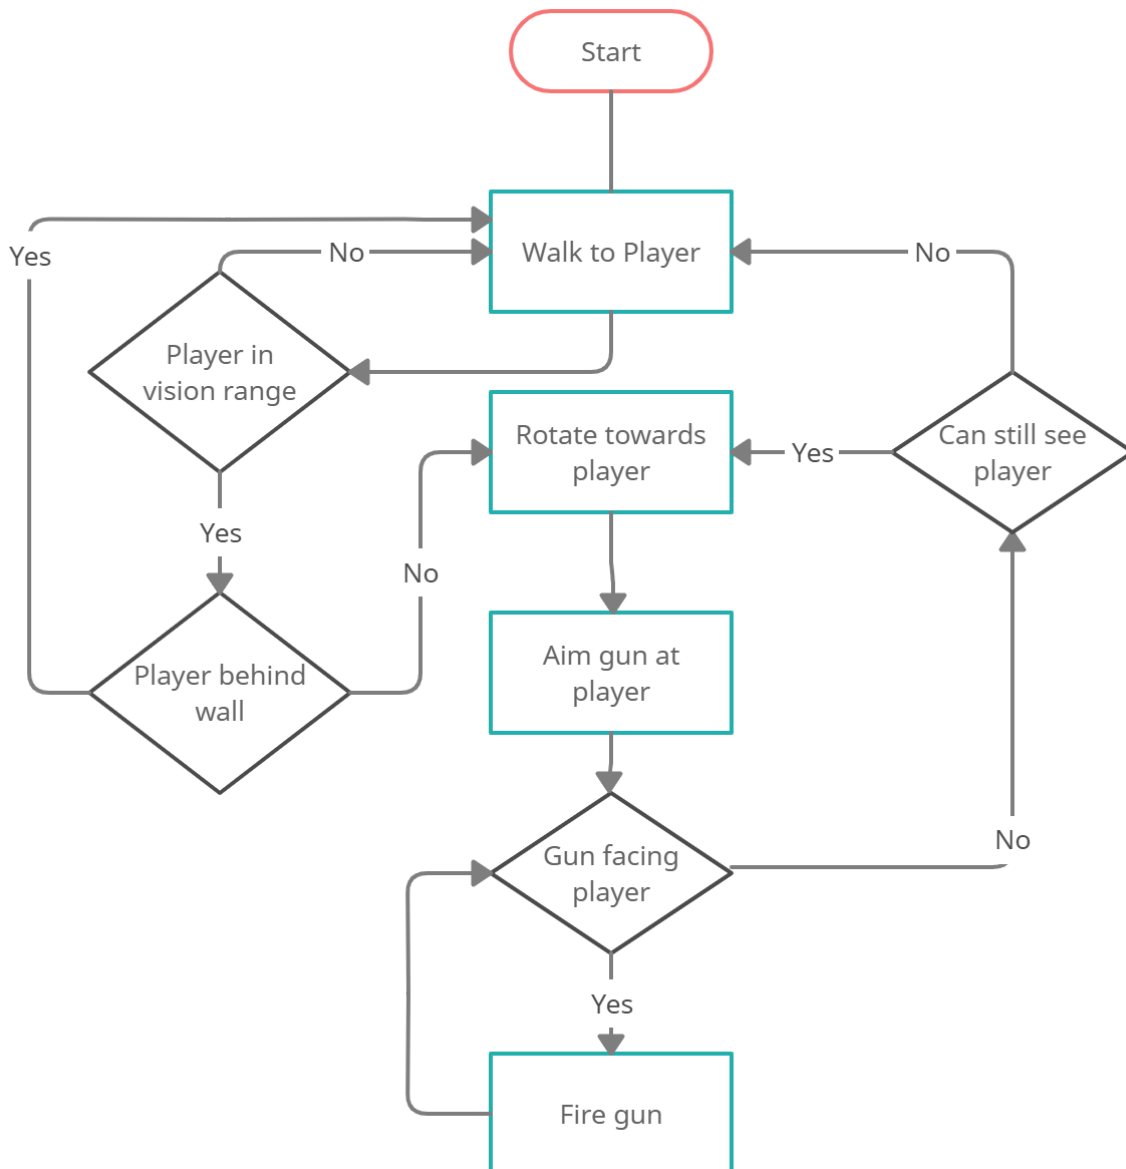 Start
Yes
No
Walk to Player
No
Player in
vision range
Rotate towards
player
Yes
Can still see
player
Yes
No
Player behind
wall
Aim gun at
player
No
Gun facing
player
Yes
Fire gun